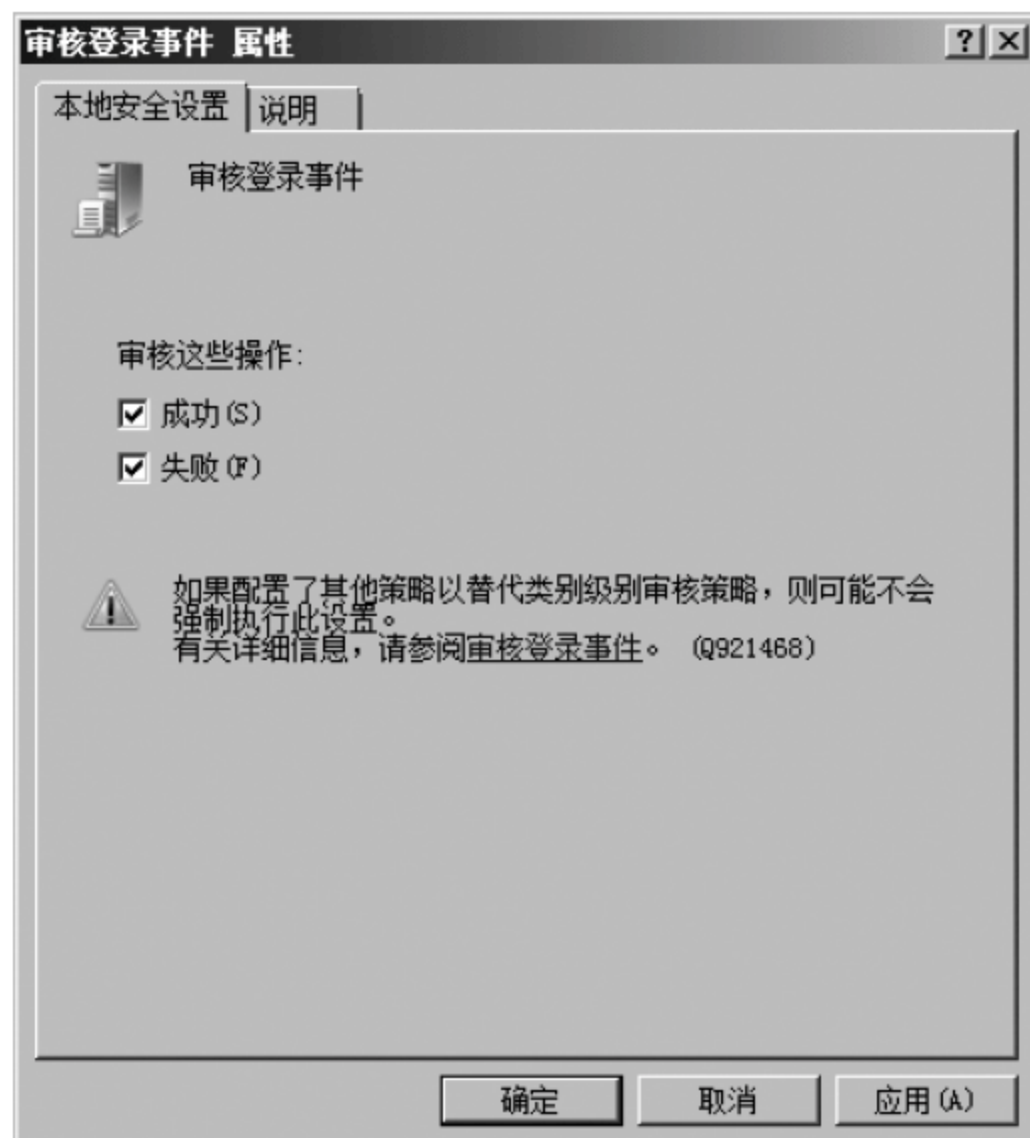 审核登录事件 属性
本地安全设置 说明
审核登录事件
审核这些操作:
成功(S)
失败(F)
如果配置了其他策略以替代类别级别审核策略，则可能不会
强制执行此设置。
有关详细信息，请参阅审核登录事件。 (Q921468)
确定 取消 应用(A)